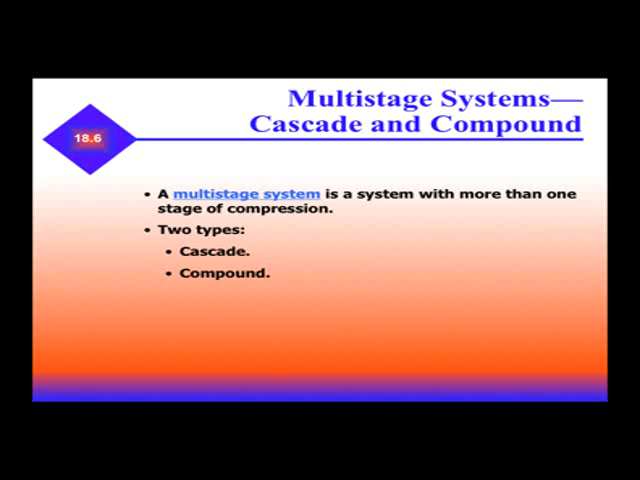 Multistage Systems—
Cascade and Compound
18.6
• A multistage system is a system with more than one
stage of compression.
• Two types:
• Cascade.
• Compound.